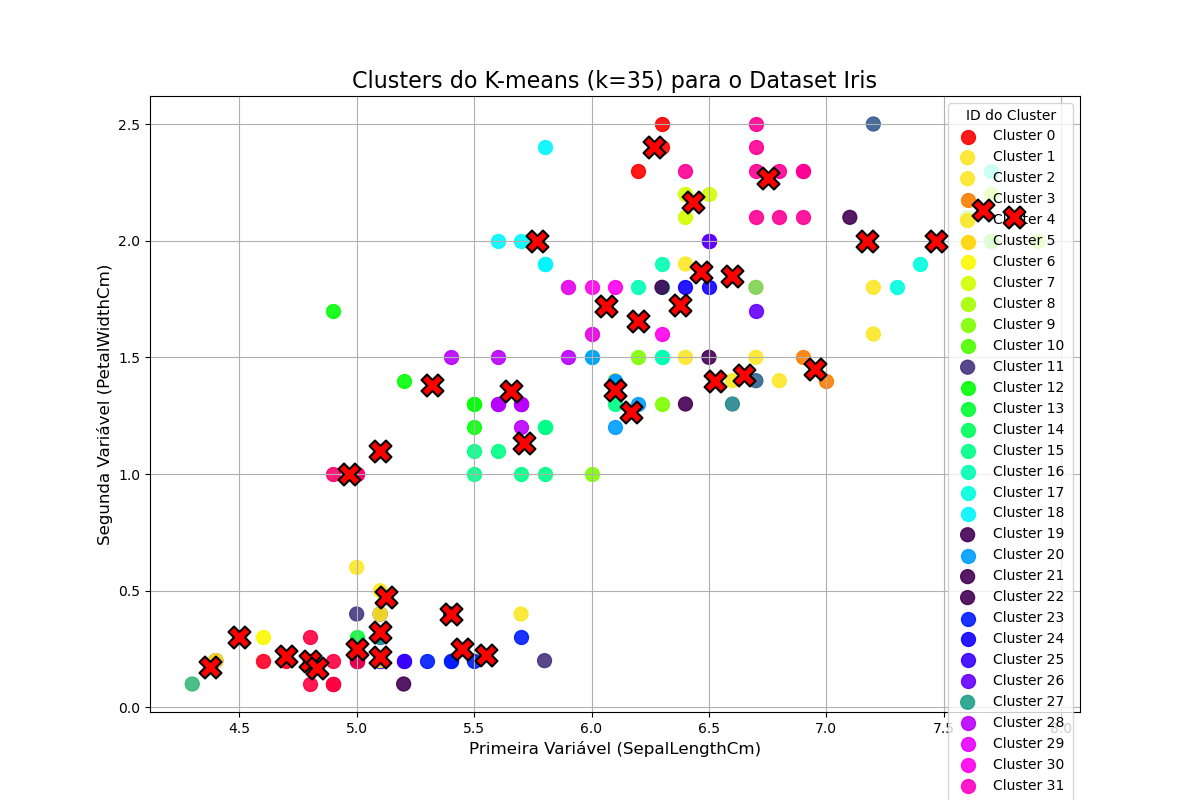 Clusters do K-means (k=35) para o Dataset Iris
2.5
2.0
1.5
1.0
0.5
0.0
Segunda Variável (PetalWidthCm)
4.5
5.0
5.5
6.0
6.5
7.0
7.5
8.0
Primeira Variável (SepalLengthCm)
ID do Cluster
Cluster 0
Cluster 1
Cluster 2
Cluster 3
Cluster 4
Cluster 5
Cluster 6
Cluster 7
Cluster 8
Cluster 9
Cluster 10
Cluster 11
Cluster 12
Cluster 13
Cluster 14
Cluster 15
Cluster 16
Cluster 17
Cluster 18
Cluster 19
Cluster 20
Cluster 21
Cluster 22
Cluster 23
Cluster 24
Cluster 25
Cluster 26
Cluster 27
Cluster 28
Cluster 29
Cluster 30
Cluster 31